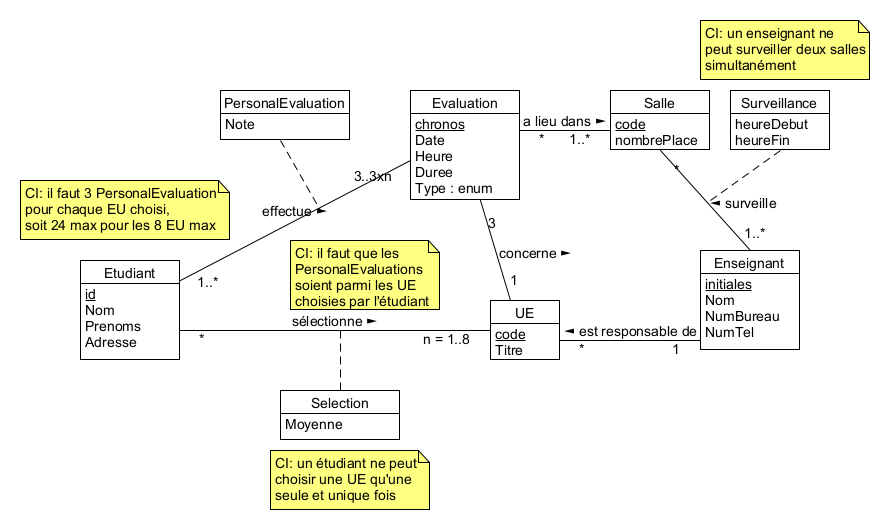 CI: un enseignant ne
peut surveiller deux salles
simultanément
PersonalEvaluation
Note
Evaluation
chronos
Date
Heure
Duree
Type : enum
a lieu dans ►
*
1..*
Salle
code
nombrePlace
Surveillance
heureDebut
heureFin
CI: il faut 3 PersonalEvaluation
pour chaque EU choisi,
soit 24 max pour les 8 EU max
3..3xn
effectue ►
1..*
*
◄ surveille
1..*
3
concerne ►
1
CI: il faut que les
PersonalEvaluations
soient parmi les UE
choisies par l'étudiant
Etudiant
id
Nom
Prenoms
Adresse
Enseignant
initiales
Nom
NumBureau
NumTel
sélectionne ►
*
n = 1..8
UE
code
Titre
◄ est responsable de
*
1
Selection
Moyenne
CI: un étudiant ne peut
choisir une UE qu'une
seule et unique fois